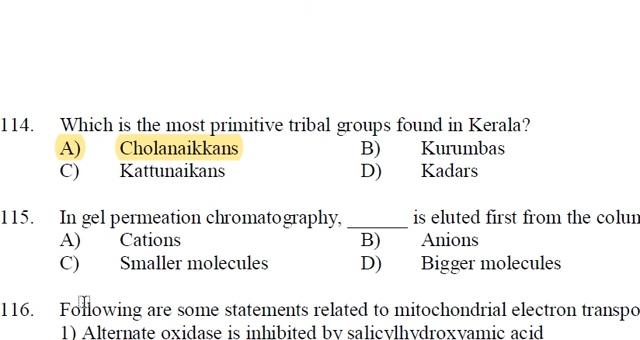 114. Which is the most primitive tribal groups found in Kerala?
A) Cholanaikkans B) Kurumbas
C) Kattunaikans D) Kadars
115. In gel permeation chromatography, ______ is eluted first from the colun
A) Cations B) Anions
C) Smaller molecules D) Bigger molecules
116. Following are some statements related to mitochondrial electron transpo
1) Alternate oxidase is inhibited by salicylhydroxyamic acid